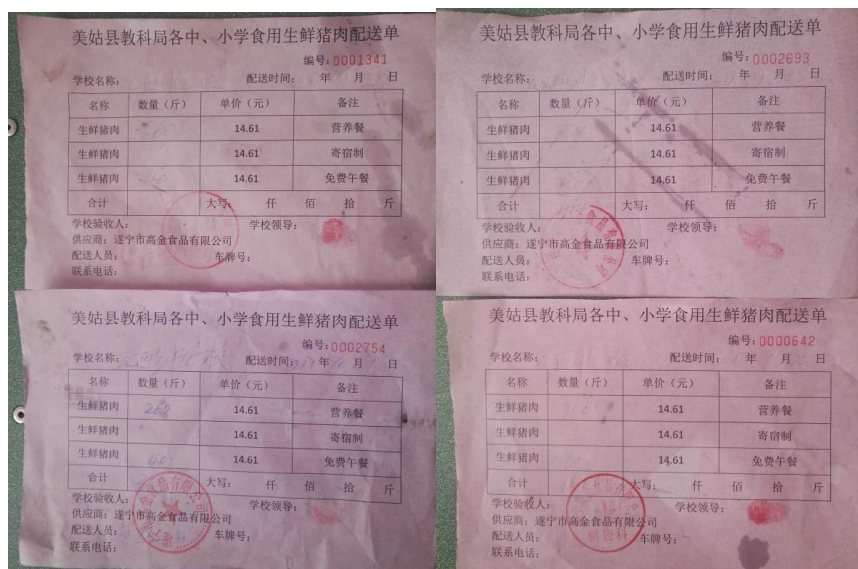 美姑县教科局各中、小学食用生鲜猪肉配送单
编号：0001341
学校名称： 配送时间： 年 月 日
名称 数量（斤） 单价（元） 备注
生鲜猪肉 14.61 营养餐
生鲜猪肉 14.61 寄宿制
生鲜猪肉 14.61 免费午餐
合计 大写： 仟 佰 拾 斤
学校验收人： 学校领导：
供应商：遂宁市高金食品有限公司
配送人员： 车牌号：
联系电话：
美姑县教科局各中、小学食用生鲜猪肉配送单
编号：0002693
学校名称： 配送时间： 年 月 日
名称 数量（斤） 单价（元） 备注
生鲜猪肉 14.61 营养餐
生鲜猪肉 14.61 寄宿制
生鲜猪肉 14.61 免费午餐
合计 大写： 仟 佰 拾 斤
学校验收人： 学校领导：
供应商：遂宁市高金食品有限公司
配送人员： 车牌号：
联系电话：
美姑县教科局各中、小学食用生鲜猪肉配送单
编号：0002754
学校名称： 配送时间： 年 月 日
名称 数量（斤） 单价（元） 备注
生鲜猪肉 260 14.61 营养餐
生鲜猪肉 14.61 寄宿制
生鲜猪肉 14.61 免费午餐
合计 大写： 仟 佰 拾 斤
学校验收人： 学校领导：
供应商：遂宁市高金食品有限公司
配送人员： 车牌号：
联系电话：
美姑县教科局各中、小学食用生鲜猪肉配送单
编号：0000642
学校名称： 配送时间： 年 月 日
名称 数量（斤） 单价（元） 备注
生鲜猪肉 14.61 营养餐
生鲜猪肉 14.61 寄宿制
生鲜猪肉 14.61 免费午餐
合计 大写： 仟 佰 拾 斤
学校验收人： 学校领导：
供应商：遂宁市高金食品有限公司
配送人员： 车牌号：
联系电话：